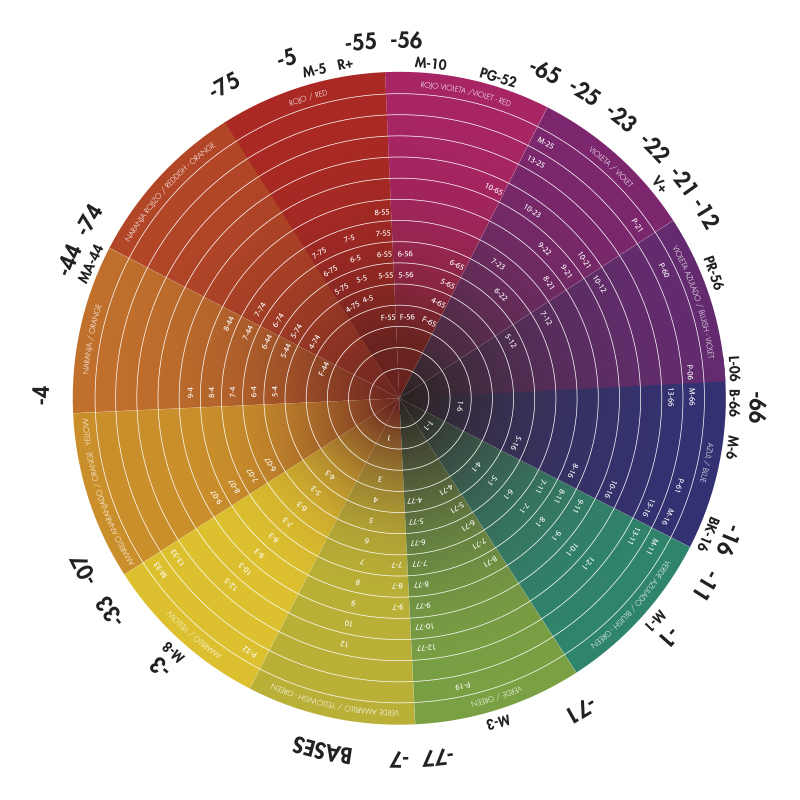 -56
M-10
PG-52
-65
-25
-23
-22
-21
V+
-12
PR-56
L-06
B-66
-66
M-6
BK-16
-16
-11
M-1
-1
-71
M-3
-77
-7
BASES
M-8
-3
-33
-07
-4
MA-44
-44
-74
-75
-5
M-5
R+
-55
ROJO VIOLETA / VIOLET - RED
10-65
6-65
5-65
4-65
F-65
6-56
5-56
F-56
VIOLETA / VIOLET
M-25
13-25
P-21
10-23
9-22
10-21
9-21
8-21
7-23
6-22
VIOLETA AZULADO / BLUISH - VIOLET
P-60
10-12
7-12
5-12
P-06
AZUL / BLUE
M-66
13-66
P-61
M-16
13-16
10-16
8-16
5-16
1-6
VERDE AZULADO / BLUISH - GREEN
M-11
13-11
12-1
10-1
9-11
9-1
8-11
8-1
7-11
7-1
6-1
5-1
4-1
1-1
VERDE / GREEN
P-19
12-77
10-77
9-77
8-77
8-71
7-77
7-71
6-77
6-71
5-77
5-71
4-77
4-71
VERDE AMARILLO / YELLOWISH - GREEN
12
10
9
9-7
8
8-7
7
7-7
6
5
4
3
1
AMARILLO / YELLOW
P-32
M-33
13-33
12-3
10-3
9-3
8-3
7-3
6-3
5-3
4-3
AMARILLO ANARANJADO / ORANGE - YELLOW
9-07
8-07
7-07
6-07
NARANJA / ORANGE
9-4
8-4
7-4
6-4
5-4
8-44
7-44
6-44
5-44
F-44
NARANJA ROJIZO / REDDISH - ORANGE
7-74
6-74
5-74
4-74
ROJO / RED
8-55
7-55
7-5
7-75
6-55
6-5
6-75
5-55
5-5
5-75
4-5
4-75
F-55